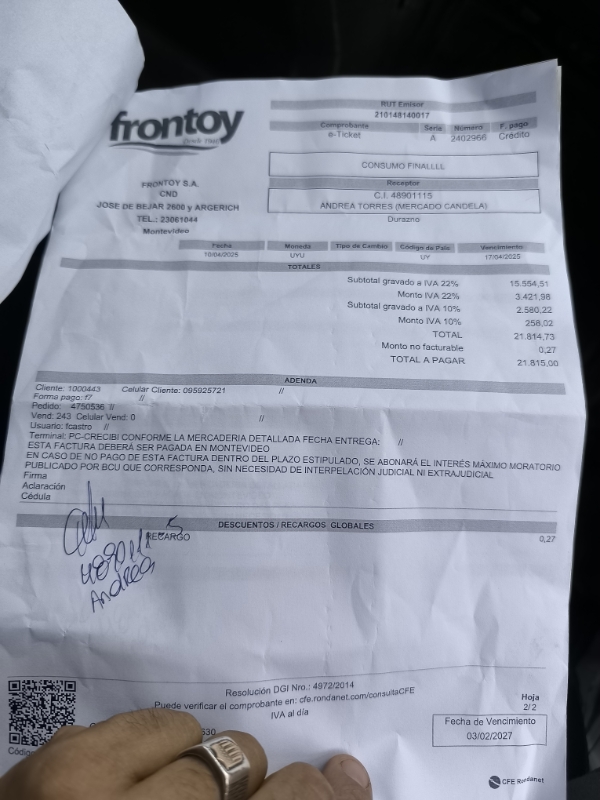 frontoy
desde 1985
RUT Emisor
210148140017
Comprobante Serie Número F. pago
e-Ticket A 2402966 Crédito
CONSUMO FINALLLL
Receptor
C.I. 48901115
ANDREA TORRES (MERCADO CANDELA)
Durazno
FRONTOY S.A.
CND
JOSE DE BEJAR 2600 y ARGERICH
TEL.: 23061044
Montevideo
Fecha Moneda Tipo de Cambio Código de País Vencimiento
10/04/2025 UYU UY 17/04/2025
TOTALES
Subtotal gravado a IVA 22% 15.554,51
Monto IVA 22% 3.421,98
Subtotal gravado a IVA 10% 2.580,22
Monto IVA 10% 258,02
TOTAL 21.814,73
Monto no facturable 0,27
TOTAL A PAGAR 21.815,00
ADENDA
Cliente: 1000443 Celular Cliente: 095925721 //
Forma pago: f7 //
Pedido: 4750536 //
Vend: 243 Celuler Vend: 0 //
Usuario: fcastro //
Terminal: PC-CRECIBI CONFORME LA MERCADERIA DETALLADA FECHA ENTREGA: //
ESTA FACTURA DEBERÁ SER PAGADA EN MONTEVIDEO
EN CASO DE NO PAGO DE ESTA FACTURA DENTRO DEL PLAZO ESTIPULADO, SE ABONARÁ EL INTERÉS MÁXIMO MORATORIO
PUBLICADO POR BCU QUE CORRESPONDA, SIN NECESIDAD DE INTERPELACIÓN JUDICIAL NI EXTRAJUDICIAL
Firma
Aclaración
Cédula
DESCUENTOS / RECARGOS GLOBALES
RECARGO 0,27
Andrea
Resolución DGI Nro.: 4972/2014
Puede verificar el comprobante en: cfe.rondanet.com/consultaCFE
IVA al día
Hoja
2/2
Fecha de Vencimiento
03/02/2027
CFE Rondanet